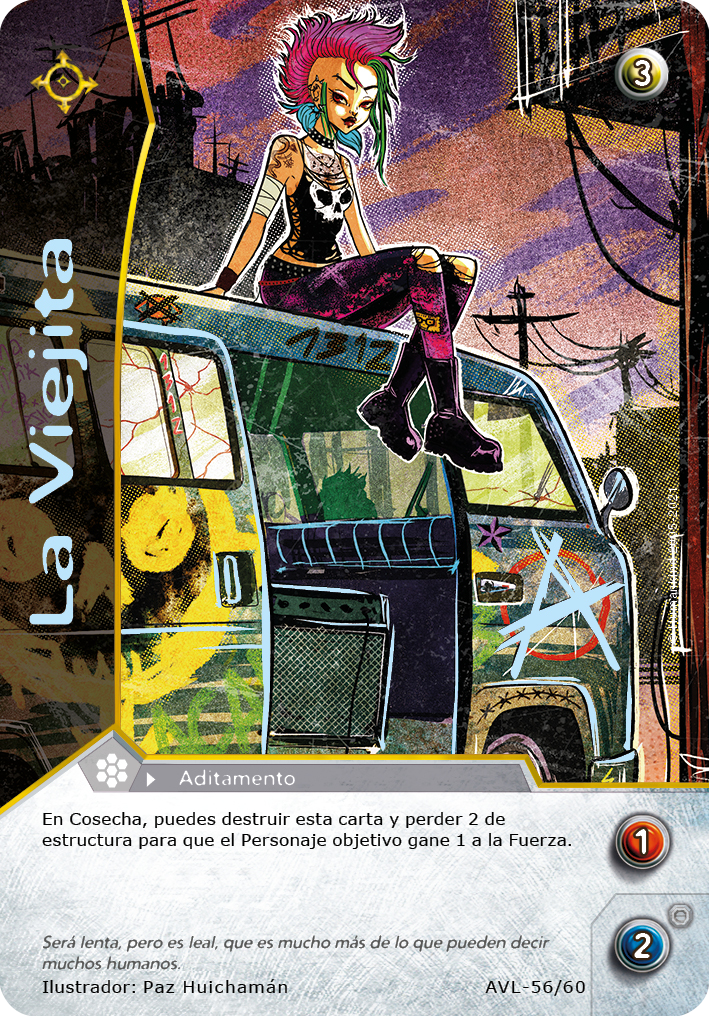 3
La Viejita
1312
1312
A
Aditamento
En Cosecha, puedes destruir esta carta y perder 2 de
estructura para que el Personaje objetivo gane 1 a la Fuerza.
1
2
Será lenta, pero es leal, que es mucho más de lo que pueden decir
muchos humanos.
Ilustrador: Paz Huichamán
AVL-56/60